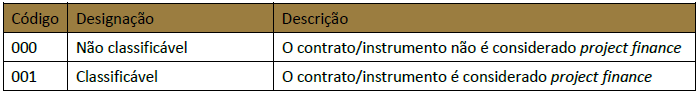 Código Designação Descrição
000 Não classificável O contrato/instrumento não é considerado project finance
001 Classificável O contrato/instrumento é considerado project finance